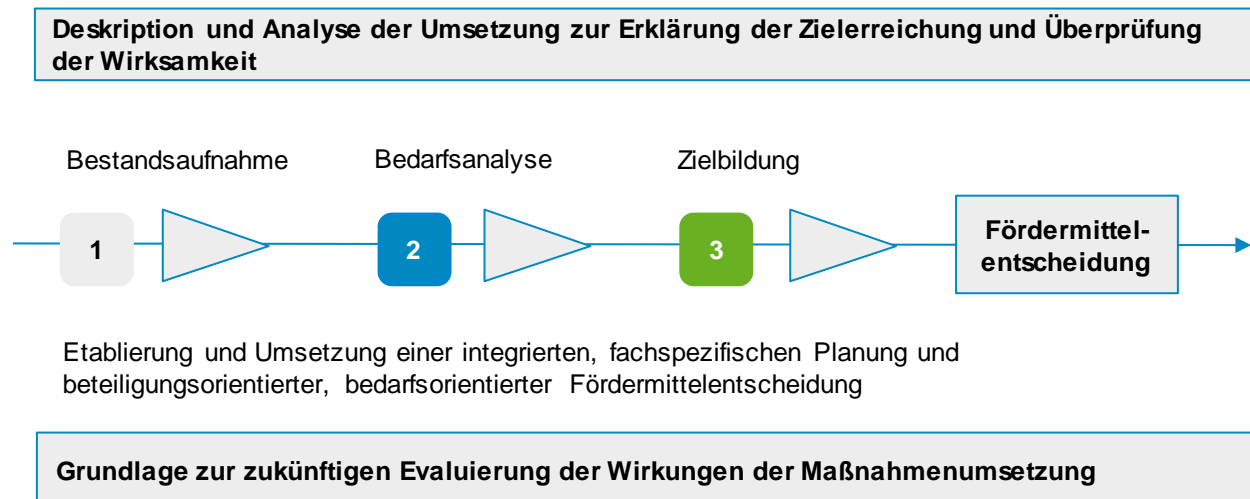 Deskription und Analyse der Umsetzung zur Erklärung der Zielerreichung und Überprüfung
der Wirksamkeit
Bestandsaufnahme
Bedarfsanalyse
Zielbildung
1
2
3
Fördermittel-
entscheidung
Etablierung und Umsetzung einer integrierten, fachspezifischen Planung und
beteiligungsorientierter, bedarfsorientierter Fördermittelentscheidung
Grundlage zur zukünftigen Evaluierung der Wirkungen der Maßnahmenumsetzung